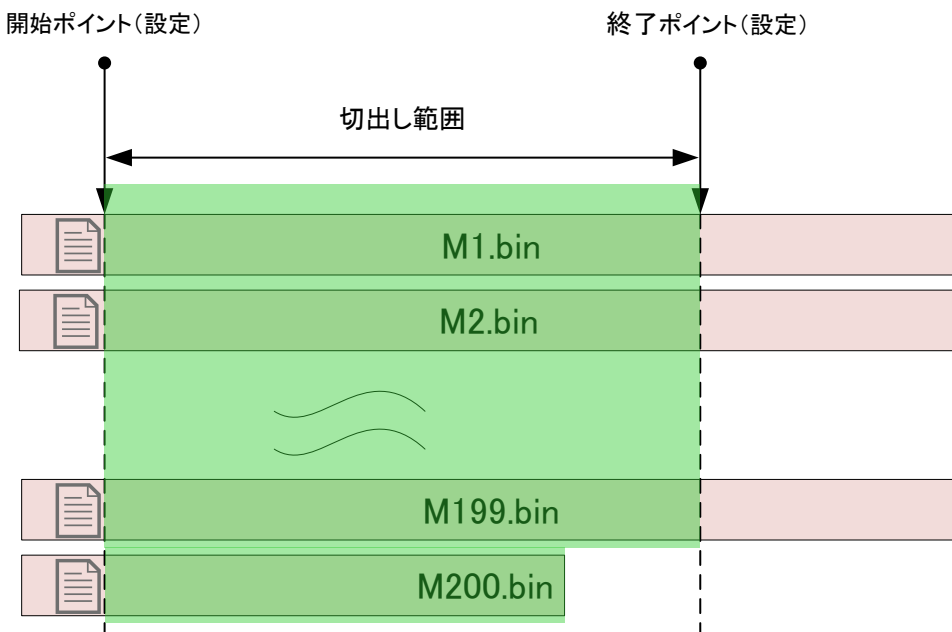 開始ポイント（設定）
終了ポイント（設定）
切出し範囲
M1.bin
M2.bin
M199.bin
M200.bin